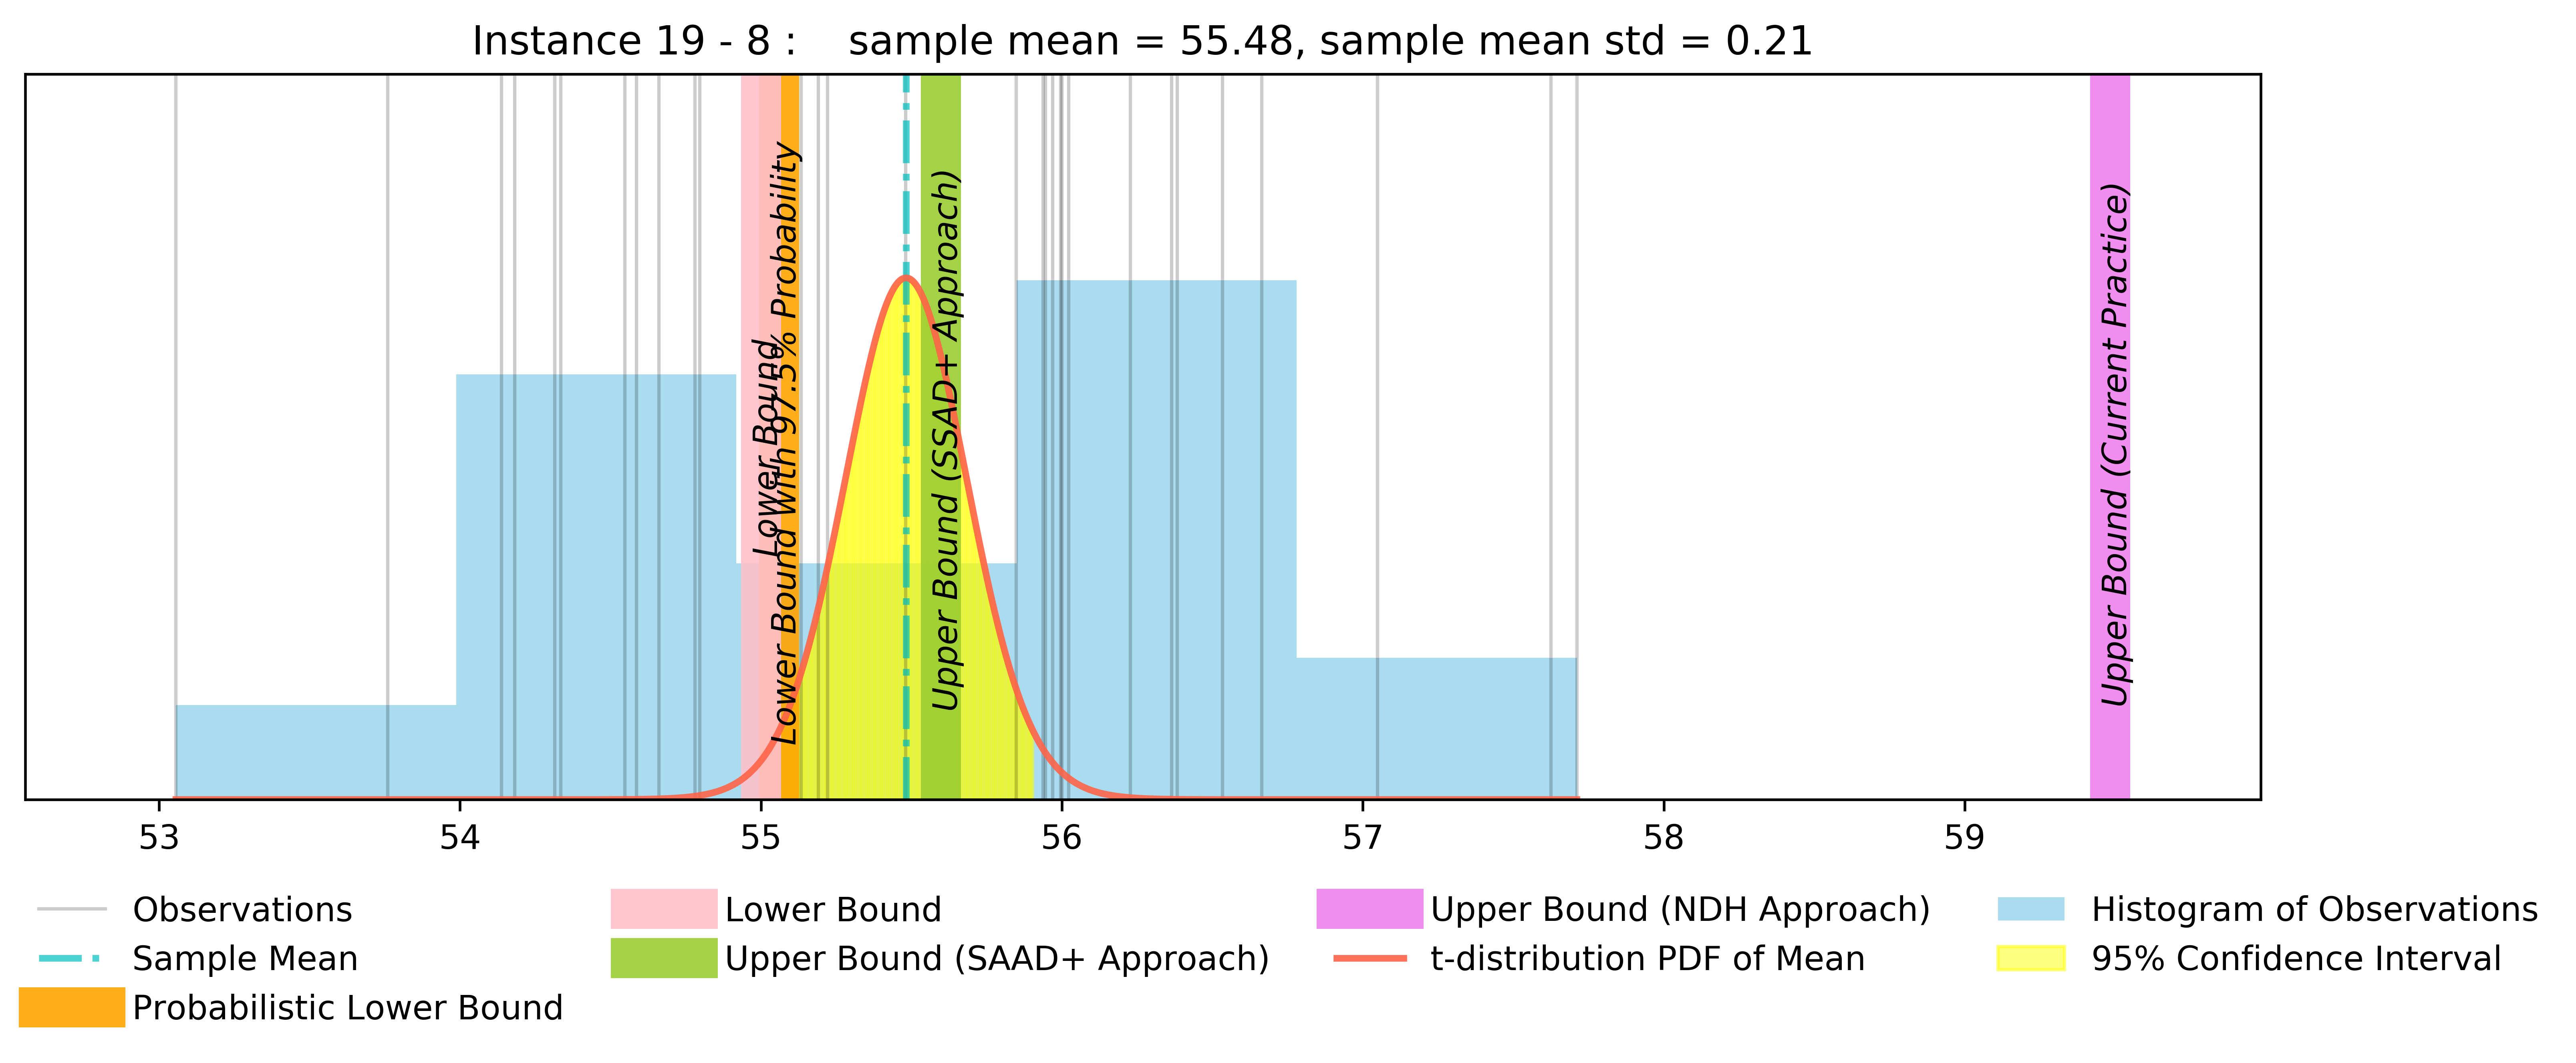 Instance 19 - 8 :    sample mean = 55.48, sample mean std = 0.21
Lower Bound
Lower Bound with 97.5% Probability
Upper Bound (SSAD+ Approach)
Upper Bound (Current Practice)
53 54 55 56 57 58 59
Observations
Sample Mean
Probabilistic Lower Bound
Lower Bound
Upper Bound (SAAD+ Approach)
Upper Bound (NDH Approach)
t-distribution PDF of Mean
Histogram of Observations
95% Confidence Interval